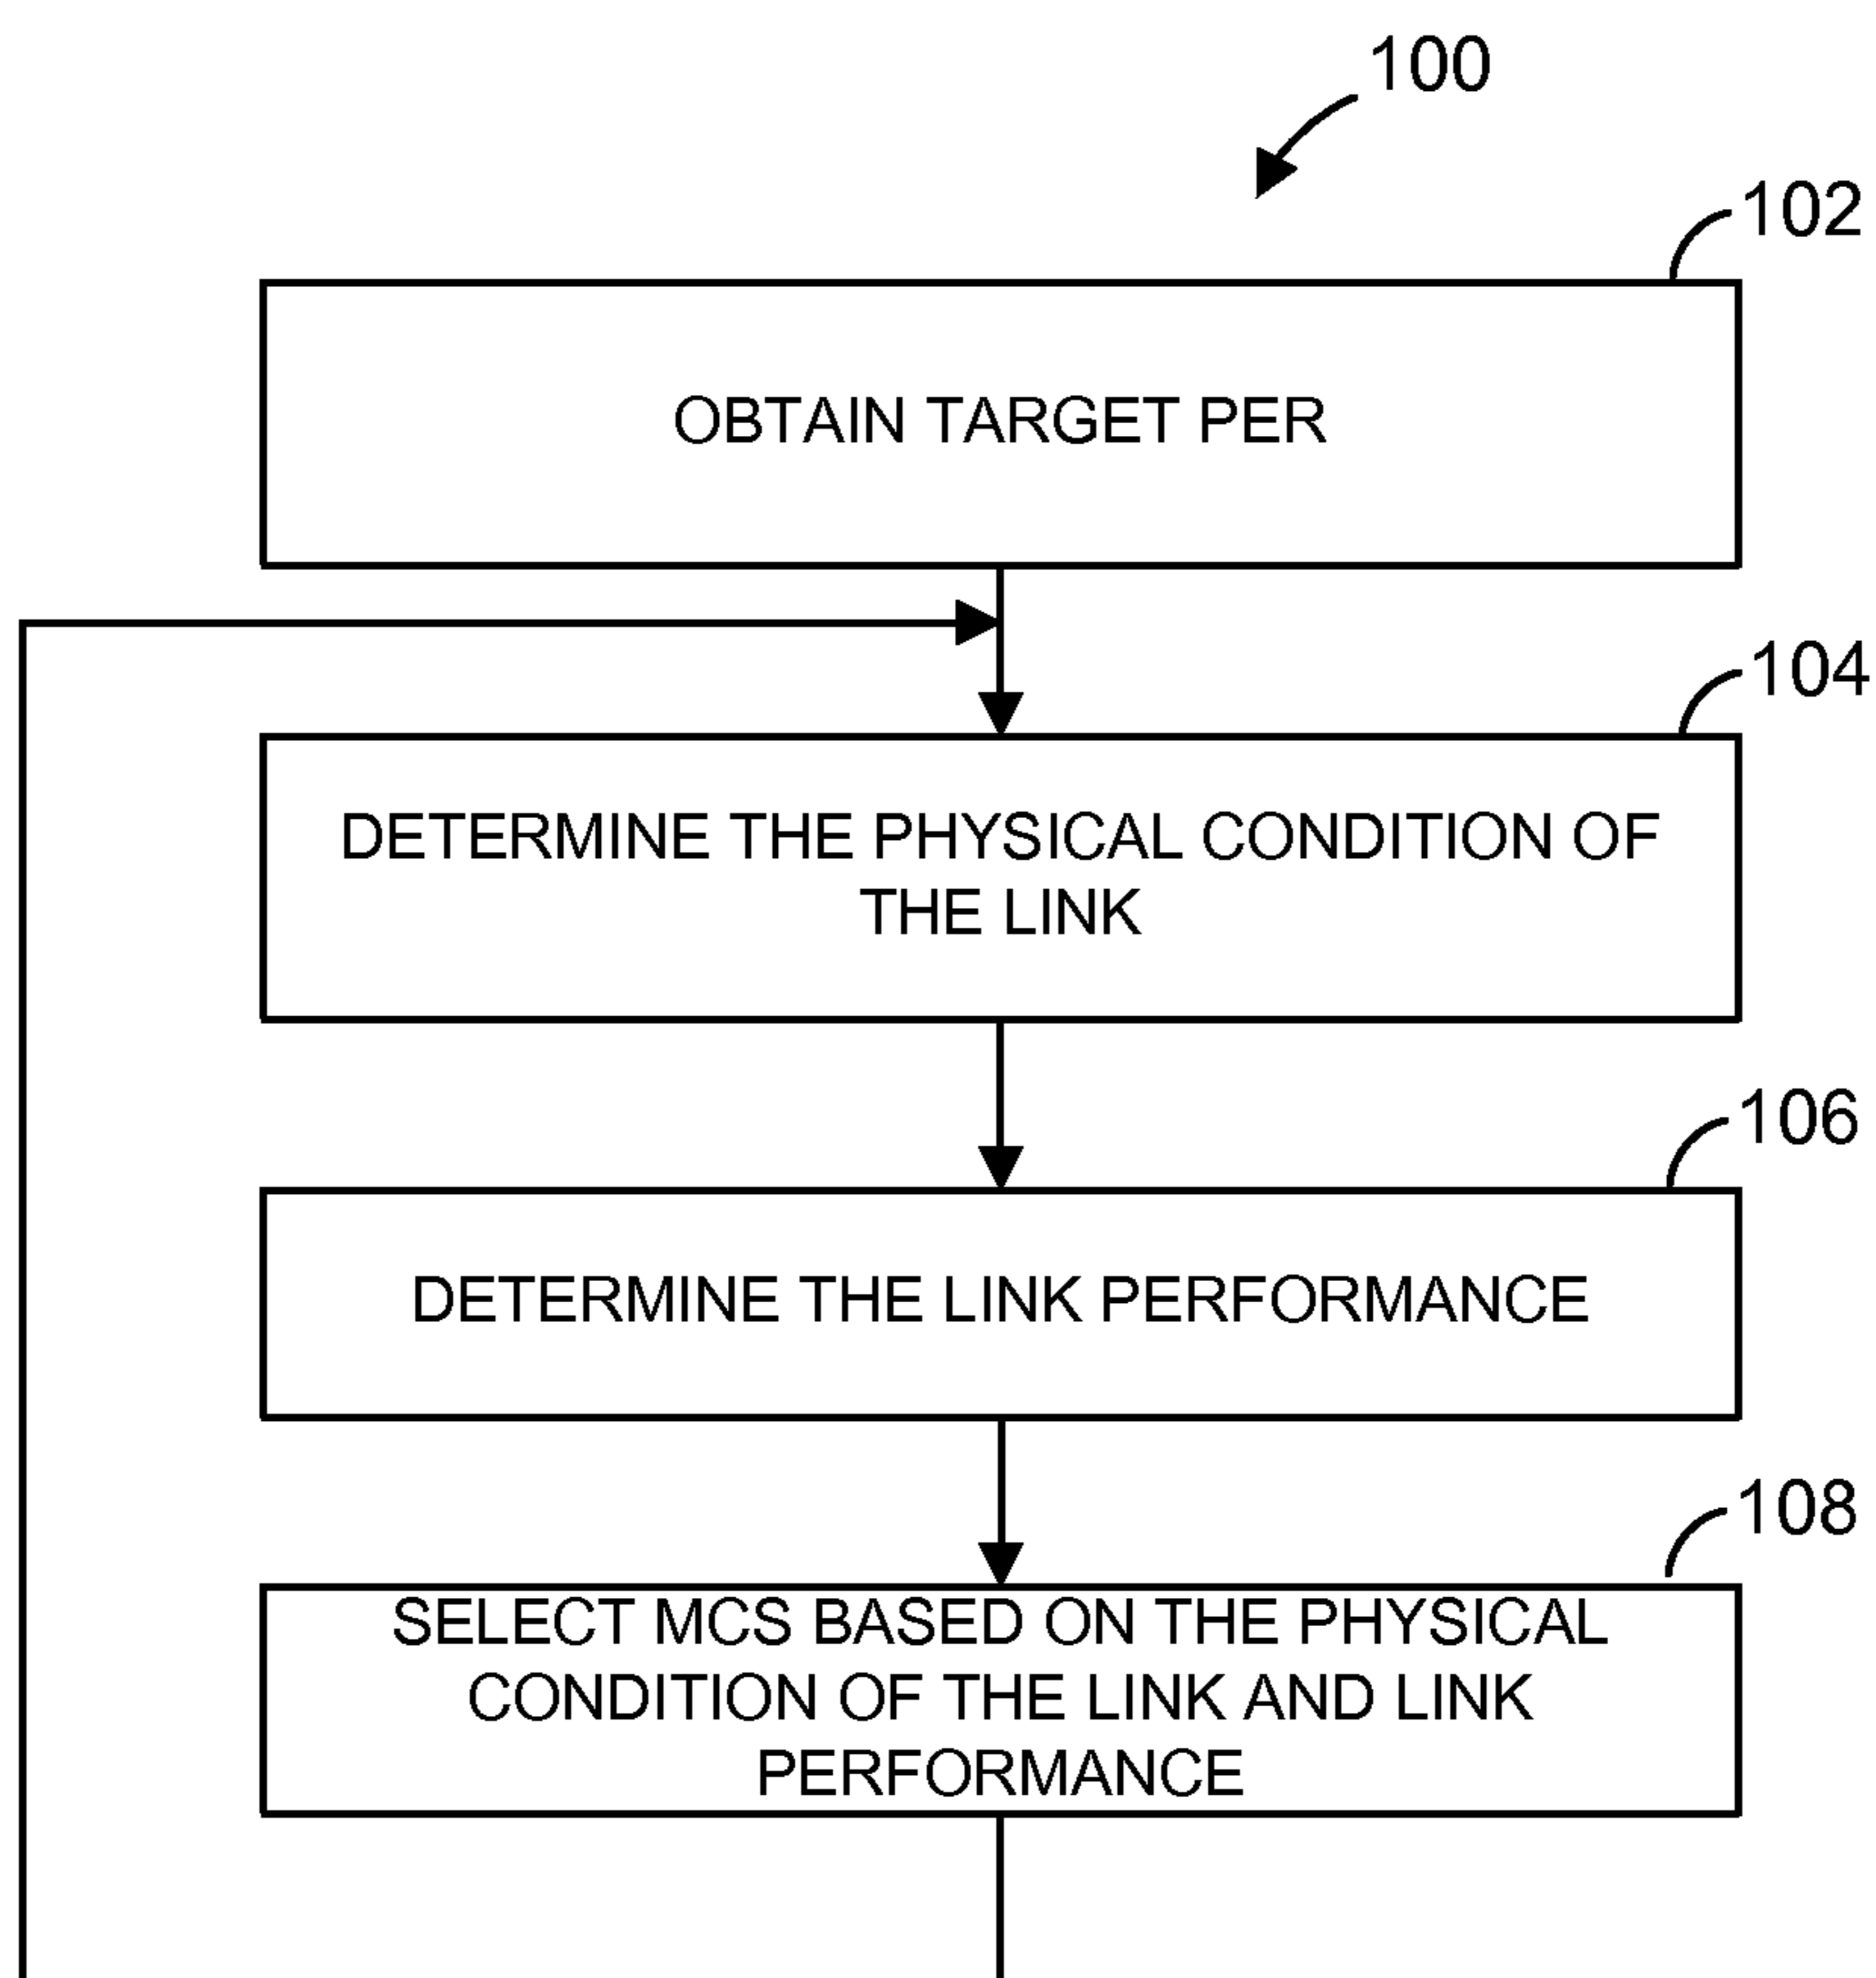 100
102
OBTAIN TARGET PER
104
DETERMINE THE PHYSICAL CONDITION OF
THE LINK
106
DETERMINE THE LINK PERFORMANCE
108
SELECT MCS BASED ON THE PHYSICAL
CONDITION OF THE LINK AND LINK
PERFORMANCE